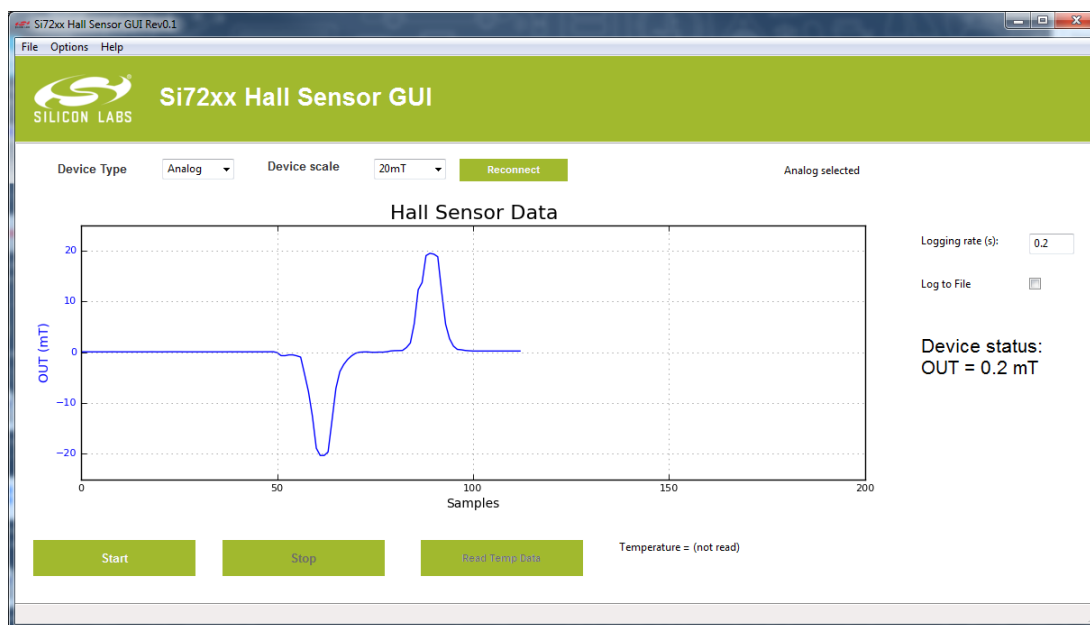 Si72xx Hall Sensor GUI Rev0.1
File Options Help
SILICON LABS
Si72xx Hall Sensor GUI
Device Type Analog Device scale 20mT Reconnect Analog selected
Hall Sensor Data
Logging rate (s): 0.2
Log to File
Device status:
OUT = 0.2 mT
OUT (mT)
20
10
0
−10
−20
0 50 100 150 200
Samples
Start Stop Read Temp Data Temperature = (not read)